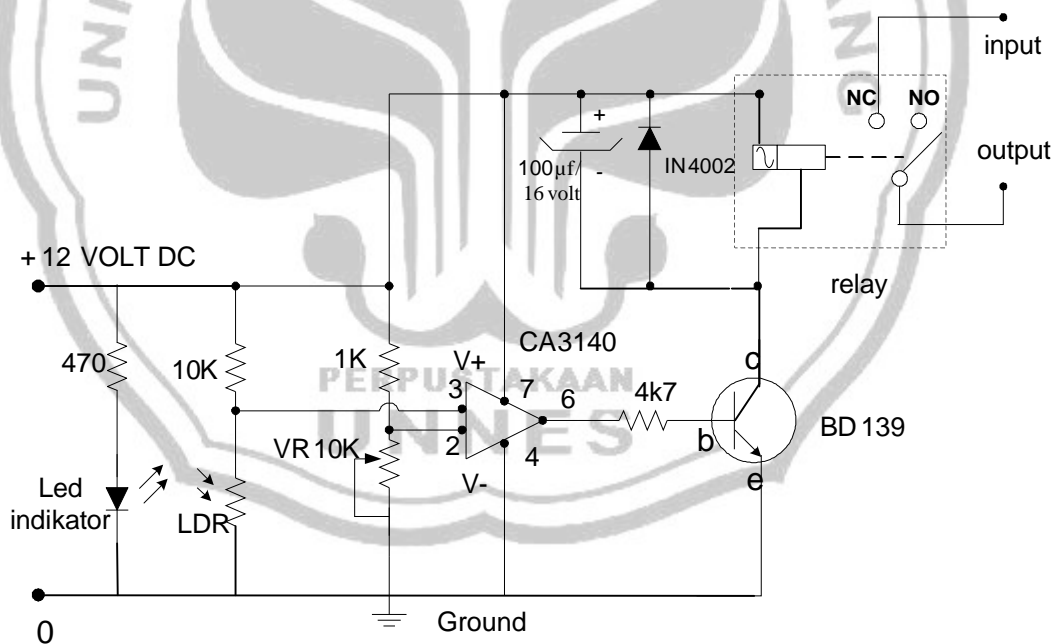 input
NC
NO
output
+
100µf/
16 volt
-
IN4002
relay
+ 12 VOLT DC
470
10K
1K
V+
CA3140
3
7
6
4k7
c
b
e
BD 139
2
4
V-
VR 10K
PERPUSTAKAAN
UNNES
Led
indikator
LDR
0
Ground